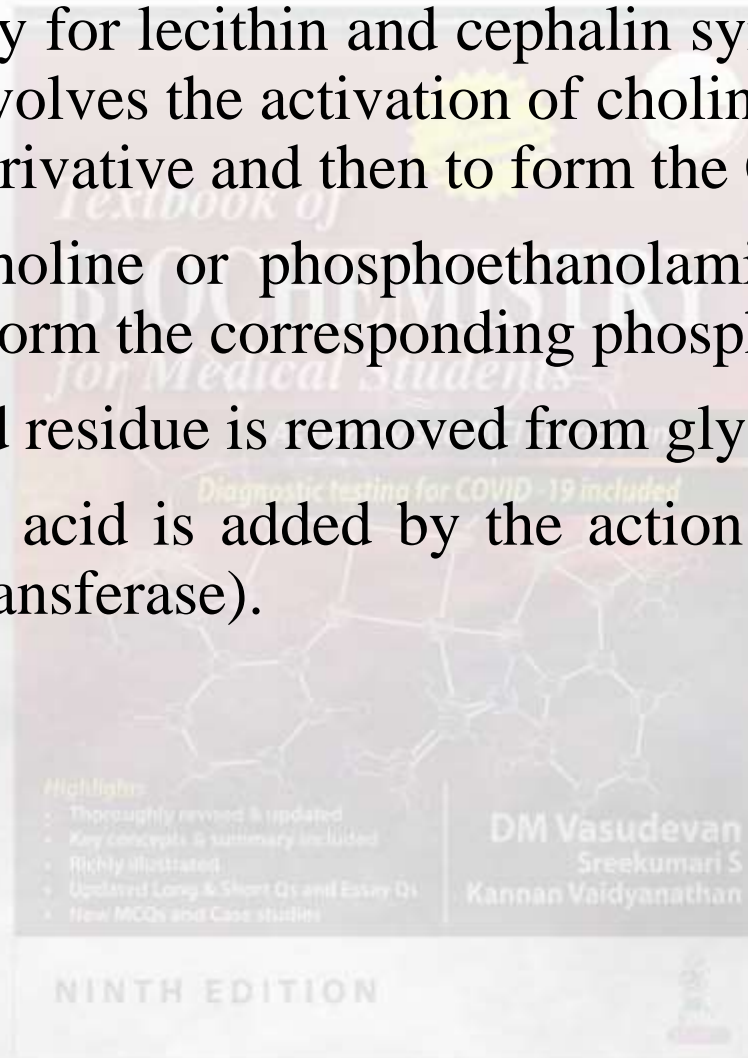 y for lecithin and cephalin sy
volves the activation of cholin
rivative and then to form the
holine or phosphoethanolami
orm the corresponding phosph
d residue is removed from gly
acid is added by the action
ansferase).
Textbook of
BIOCHEMISTRY
for Medical Students
Diagnostic testing for COVID-19 included
Highlights
• Thoroughly revised & updated
• Key concepts & summary included
• Richly illustrated
• Updated Long & Short Qs and Essay Qs
• New MCQs and Case studies
DM Vasudevan
Sreekumari S
Kannan Vaidyanathan
NINTH EDITION